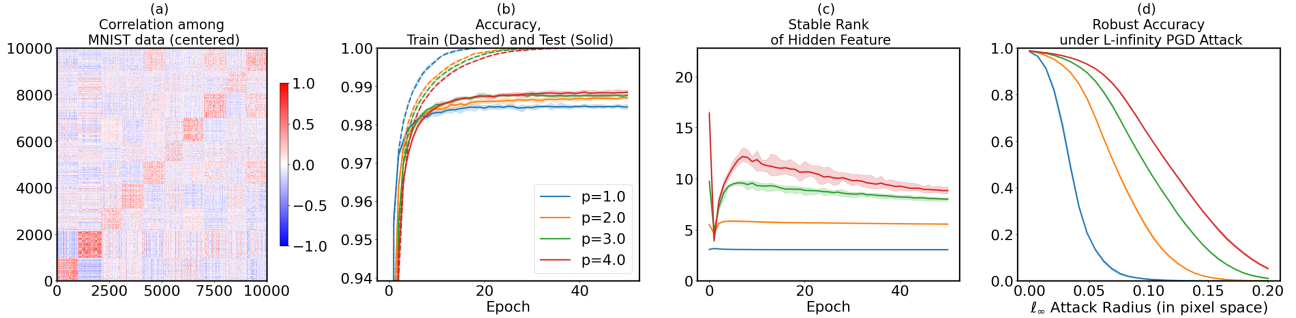 (a)
Correlation among
MNIST data (centered)
10000
8000
6000
4000
2000
0
0
2500
5000
7500
10000
1.0
0.5
0.0
−0.5
−1.0
(b)
Accuracy,
Train (Dashed) and Test (Solid)
1.00
0.99
0.98
0.97
0.96
0.95
0.94
0
20
40
Epoch
p=1.0
p=2.0
p=3.0
p=4.0
(c)
Stable Rank
of Hidden Feature
20
15
10
5
0
0
20
40
Epoch
(d)
Robust Accuracy
under L-infinity PGD Attack
1.0
0.8
0.6
0.4
0.2
0.0
0.00
0.05
0.10
0.15
0.20
ℓ∞ Attack Radius (in pixel space)